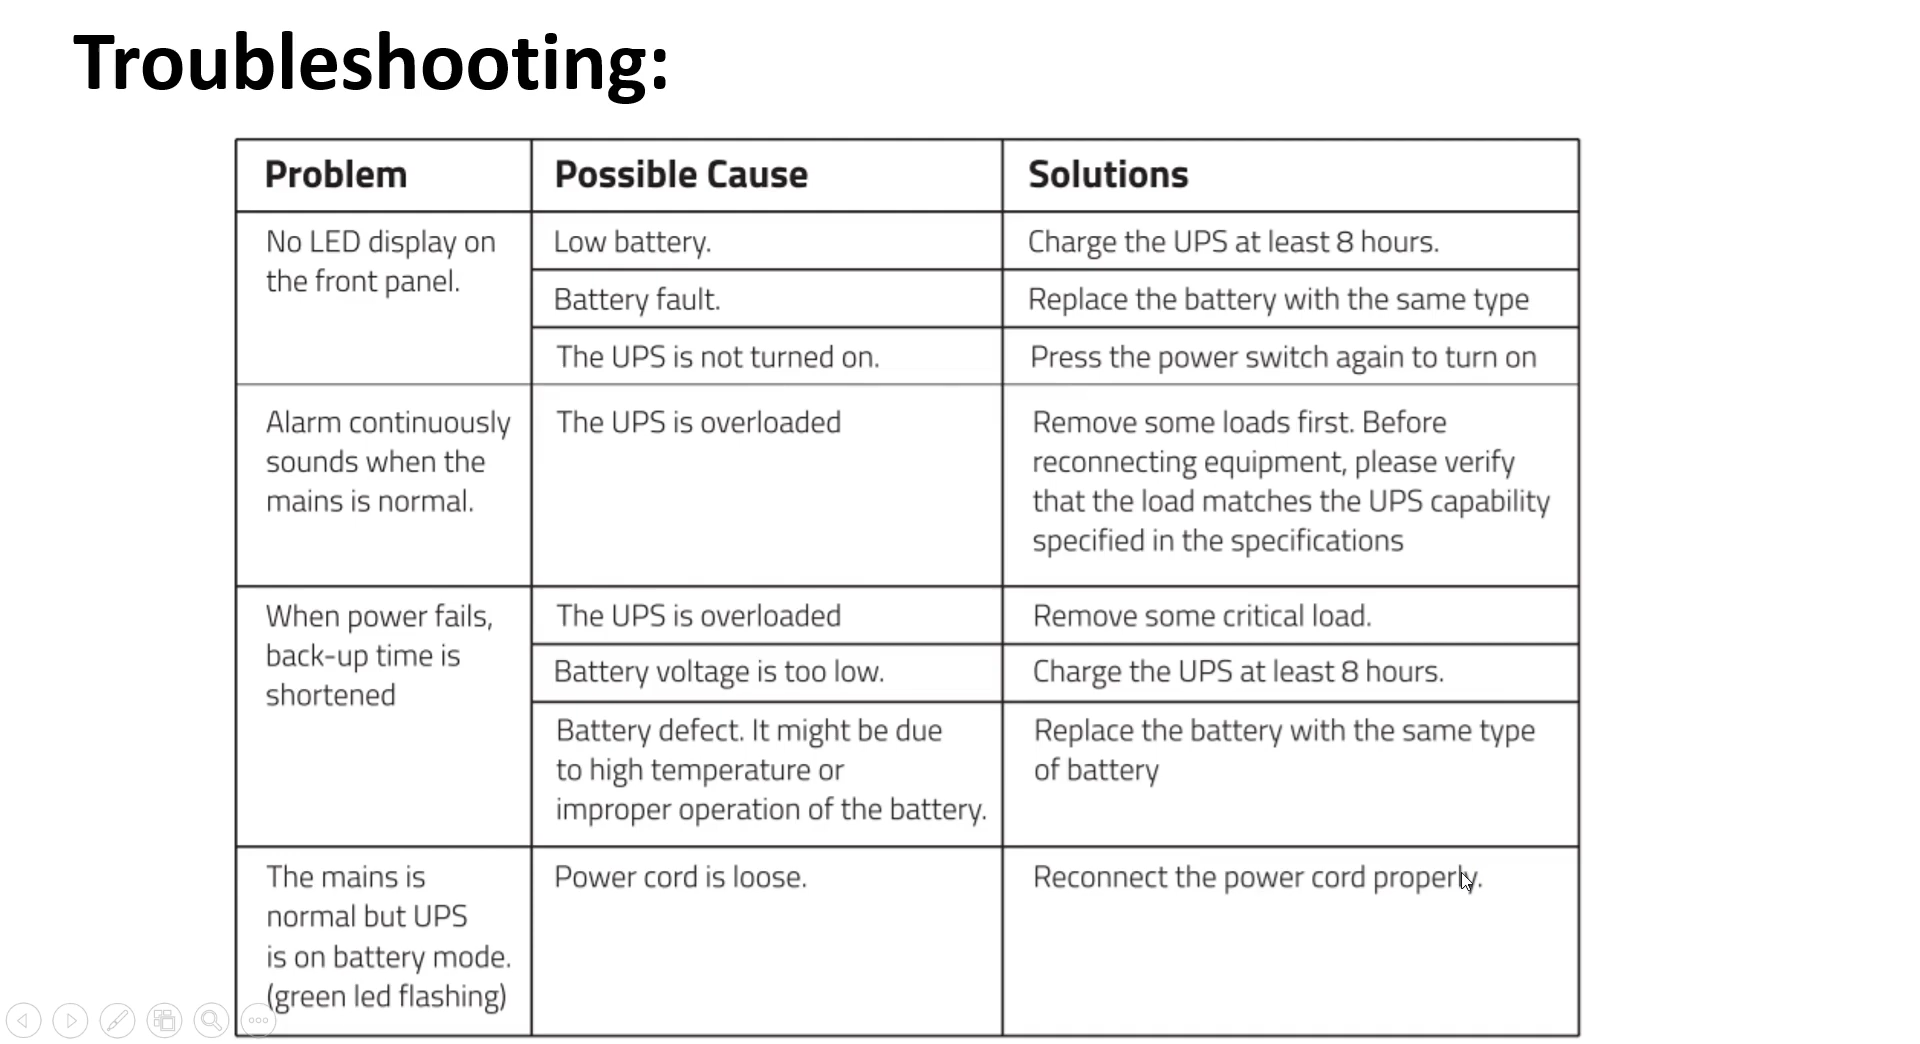 Troubleshooting:
Problem
Possible Cause
Solutions
No LED display on
the front panel.
Low battery.
Charge the UPS at least 8 hours.
Battery fault.
Replace the battery with the same type
The UPS is not turned on.
Press the power switch again to turn on
Alarm continuously
sounds when the
mains is normal.
The UPS is overloaded
Remove some loads first. Before
reconnecting equipment, please verify
that the load matches the UPS capability
specified in the specifications
When power fails,
back-up time is
shortened
The UPS is overloaded
Remove some critical load.
Battery voltage is too low.
Charge the UPS at least 8 hours.
Battery defect. It might be due
to high temperature or
improper operation of the battery.
Replace the battery with the same type
of battery
The mains is
normal but UPS
is on battery mode.
(green led flashing)
Power cord is loose.
Reconnect the power cord properly.